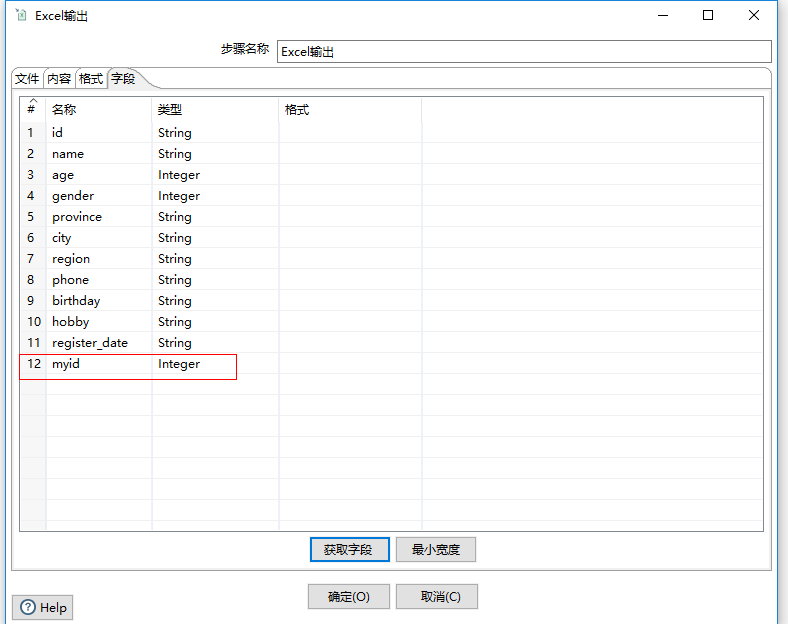 Excel输出
步骤名称 Excel输出
文件 内容 格式 字段
# 名称 类型 格式
1 id String
2 name String
3 age Integer
4 gender Integer
5 province String
6 city String
7 region String
8 phone String
9 birthday String
10 hobby String
11 register_date String
12 myid Integer
获取字段 最小宽度
确定(O) 取消(C)
Help